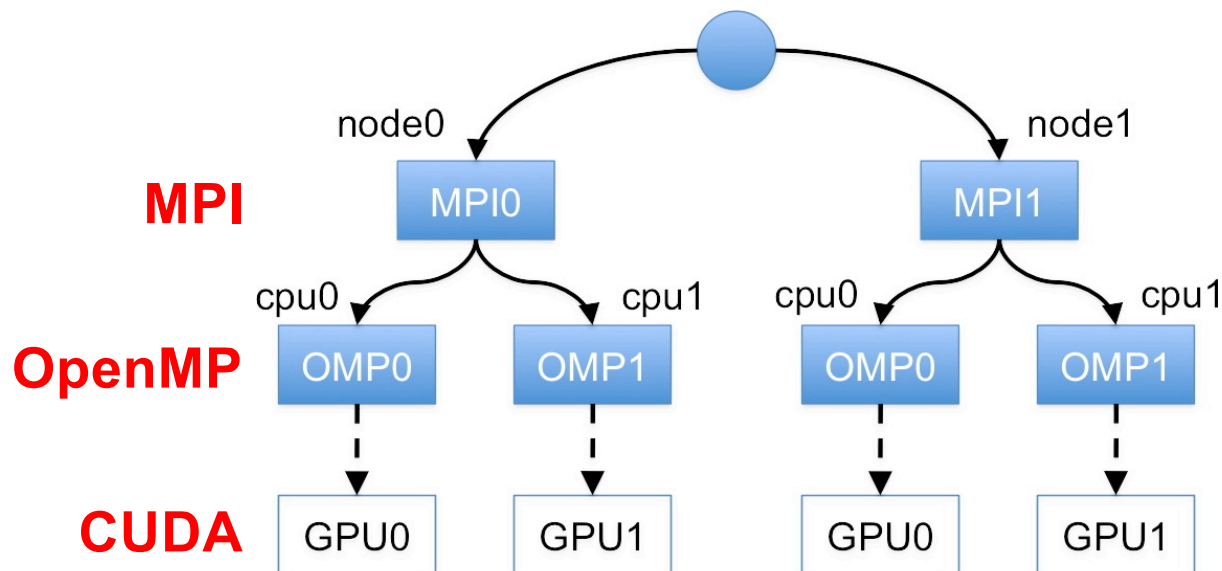 node0 node1
MPI MPI0 MPI1
cpu0 cpu1 cpu0 cpu1
OpenMP OMP0 OMP1 OMP0 OMP1
CUDA GPU0 GPU1 GPU0 GPU1